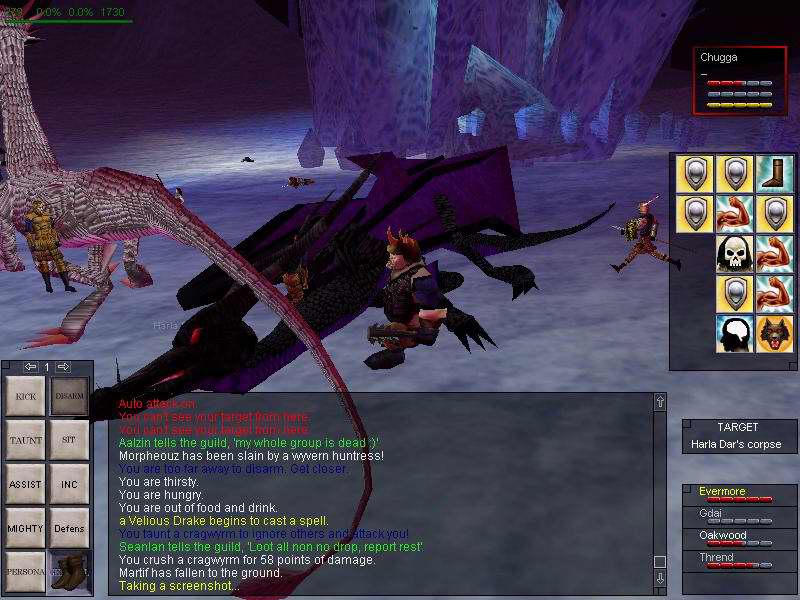 0.0% 0.0% 1730
Chugga
Harla
1
KICK
DISARM
TAUNT
SIT
ASSIST
INC
MIGHTY
Defens
PERSONA
Auto attack on.
You can't see your target from here.
You can't see your target from here.
Aalzin tells the guild, 'my whole group is dead :)'
Morpheouz has been slain by a wyvern huntress!
You are too far away to disarm. Get closer.
You are thirsty.
You are hungry.
You are out of food and drink.
a Velious Drake begins to cast a spell.
You taunt a cragwyrm to ignore others and attack you!
Seanlan tells the guild, 'Loot all non no drop, report rest'
You crush a cragwyrm for 58 points of damage.
Martif has fallen to the ground.
Taking a screenshot...
TARGET
Harla Dar's corpse
Evermore
Gdai
Oakwood
Thrend